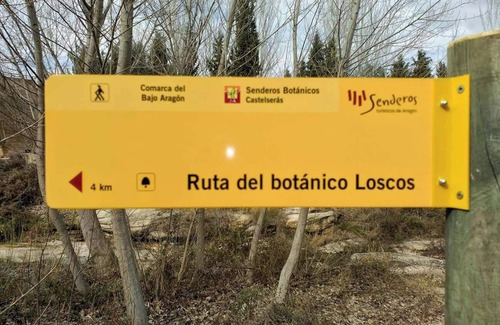 Comarca del
Bajo Aragón
Senderos Botánicos
Castelserás
Senderos
turísticos de Aragón
4 km
Ruta del botánico Loscos